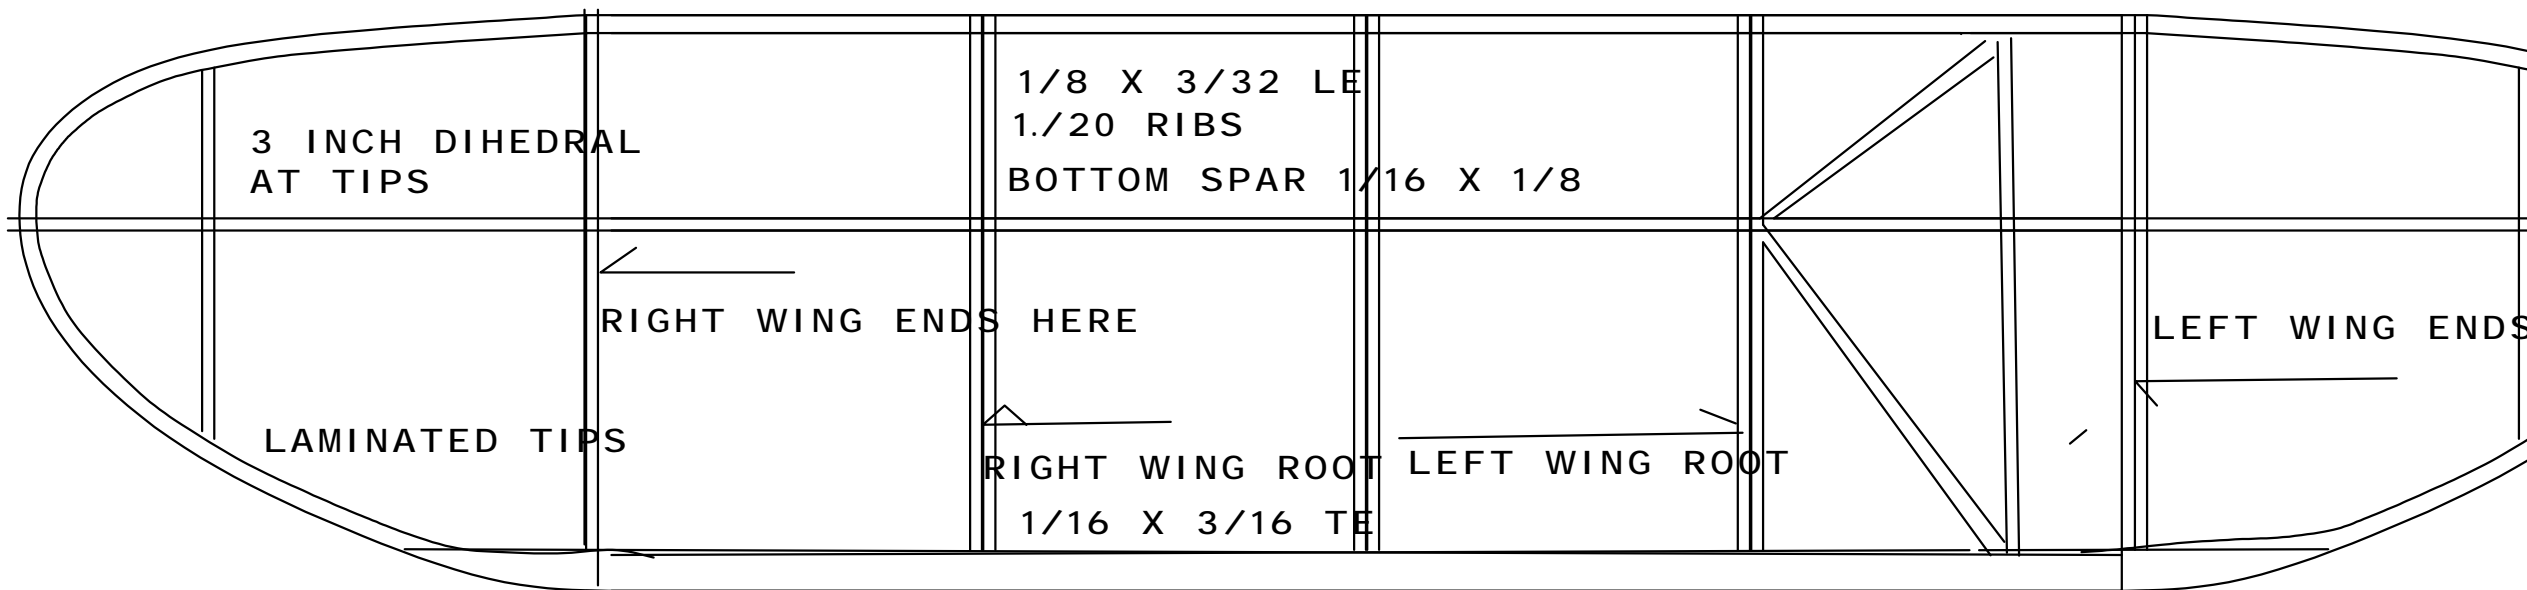 1/8 X 3/32 LE
1./20 RIBS
3 INCH DIHEDRAL
AT TIPS
BOTTOM SPAR 1/16 X 1/8
RIGHT WING ENDS HERE
LEFT WING ENDS
LAMINATED TIPS
RIGHT WING ROOT
LEFT WING ROOT
1/16 X 3/16 TE